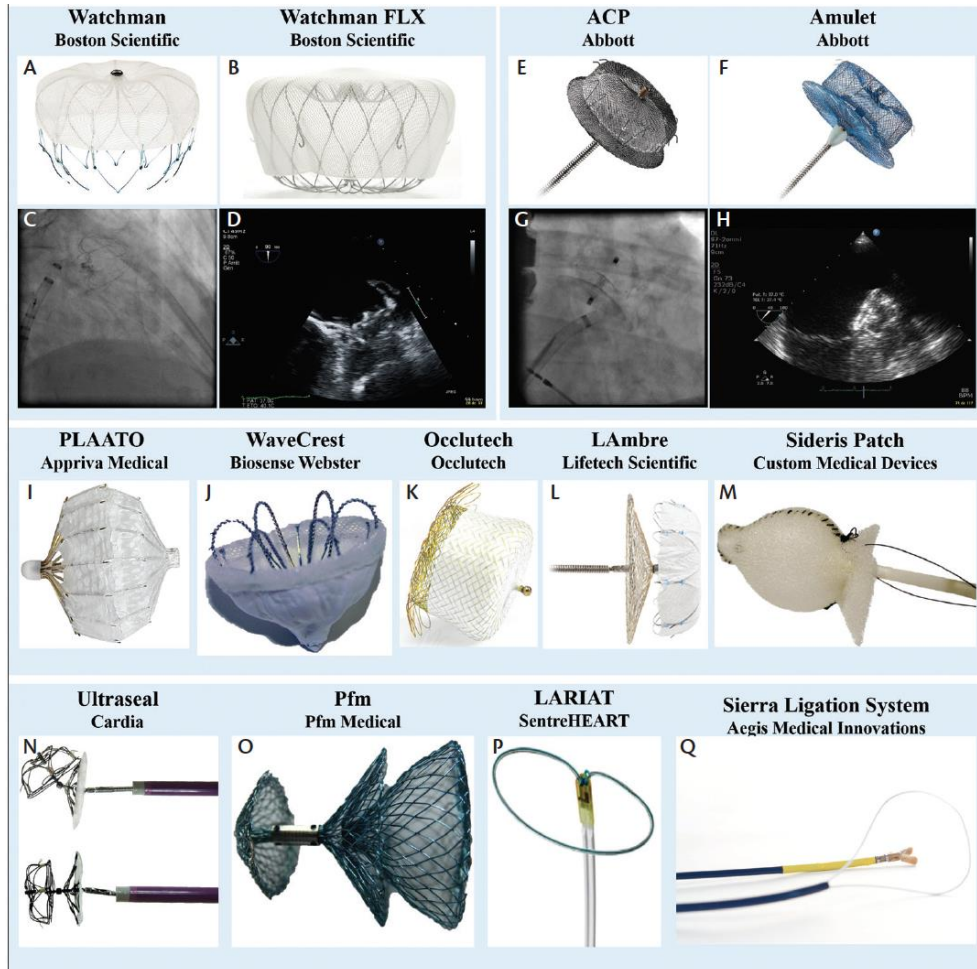 Watchman
Boston Scientific
Watchman FLX
Boston Scientific
ACP
Abbott
Amulet
Abbott
A
B
E
F
C
D
G
H
PLAATO
Appriva Medical
WaveCrest
Biosense Webster
Occlutech
Occlutech
LAmbre
Lifetech Scientific
Sideris Patch
Custom Medical Devices
I
J
K
L
M
Ultraseal
Cardia
Pfm
Pfm Medical
LARIAT
SentreHEART
Sierra Ligation System
Aegis Medical Innovations
N
O
P
Q